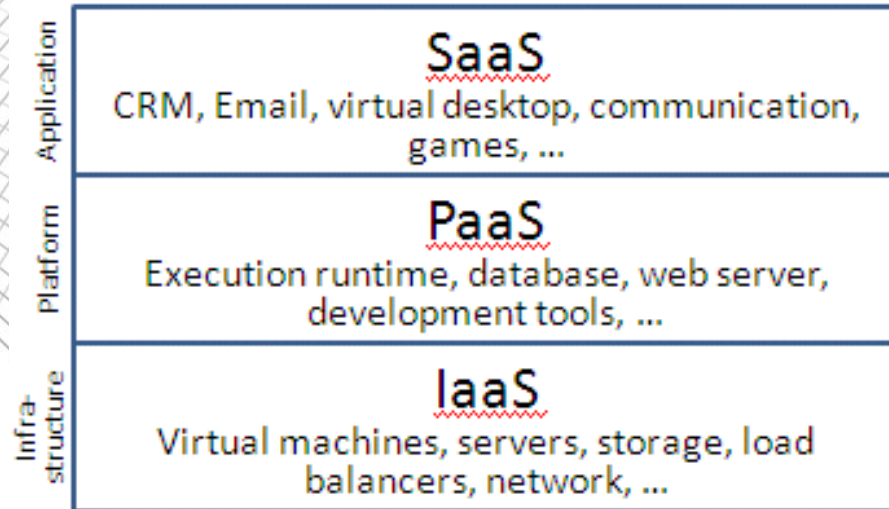 Application
SaaS
CRM, Email, virtual desktop, communication,
games, ...
Platform
PaaS
Execution runtime, database, web server,
development tools, ...
Infra-
structure
IaaS
Virtual machines, servers, storage, load
balancers, network, ...